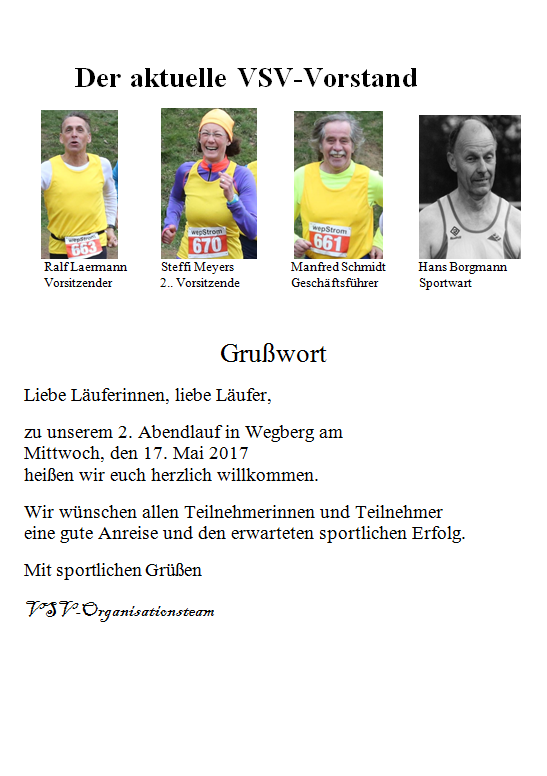 Der aktuelle VSV-Vorstand
wepStrom
663
wepStrom
670
wepStrom
661
Ralf Laermann
Vorsitzender
Steffi Meyers
2.. Vorsitzende
Manfred Schmidt
Geschäftsführer
Hans Borgmann
Sportwart
Grußwort
Liebe Läuferinnen, liebe Läufer,
zu unserem 2. Abendlauf in Wegberg am
Mittwoch, den 17. Mai 2017
heißen wir euch herzlich willkommen.
Wir wünschen allen Teilnehmerinnen und Teilnehmer
eine gute Anreise und den erwarteten sportlichen Erfolg.
Mit sportlichen Grüßen
VSV-Organisationsteam